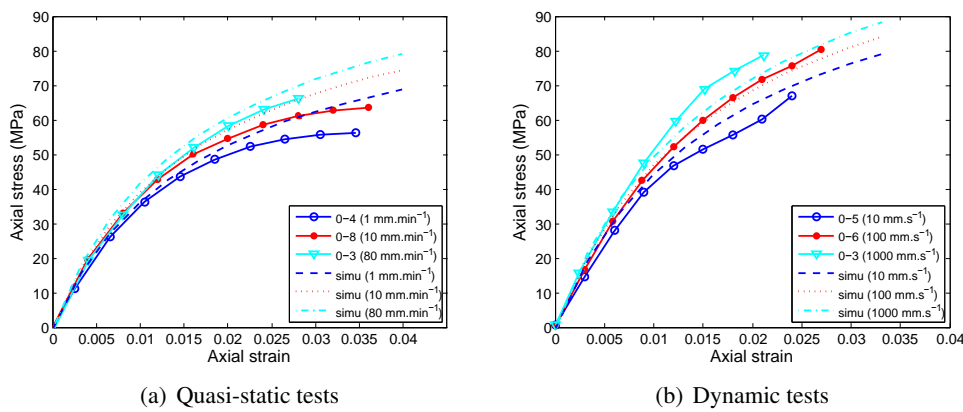 90
80
70
60
50
40
30
20
10
0
Axial stress (MPa)
0−4 (1 mm.min−1)
0−8 (10 mm.min−1)
0−3 (80 mm.min−1)
simu (1 mm.min−1)
simu (10 mm.min−1)
simu (80 mm.min−1)
0 0.005 0.01 0.015 0.02 0.025 0.03 0.035 0.04
Axial strain
(a) Quasi-static tests
90
80
70
60
50
40
30
20
10
0
Axial stress (MPa)
0−5 (10 mm.s−1)
0−6 (100 mm.s−1)
0−3 (1000 mm.s−1)
simu (10 mm.s−1)
simu (100 mm.s−1)
simu (1000 mm.s−1)
0 0.005 0.01 0.015 0.02 0.025 0.03 0.035 0.04
Axial strain
(b) Dynamic tests